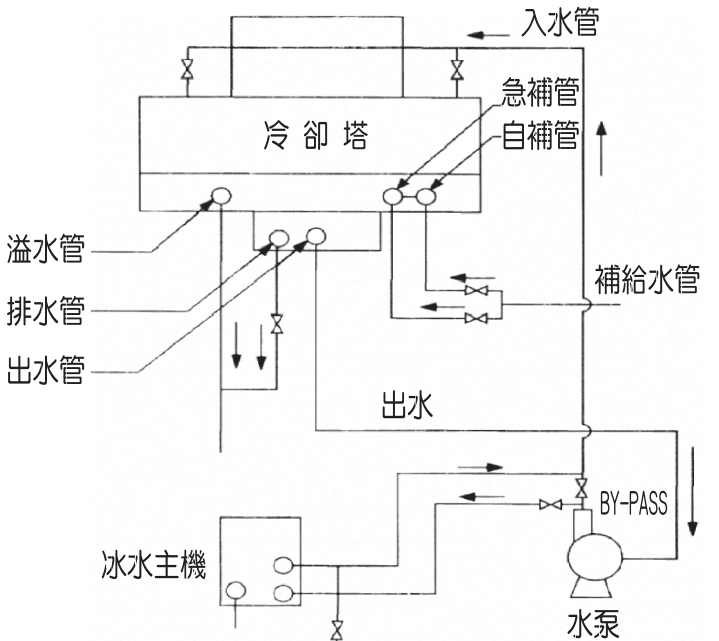 入水管
急補管
冷卻塔
自補管
溢水管
補給水管
排水管
出水管
出水
BY-PASS
冰水主機
水泵